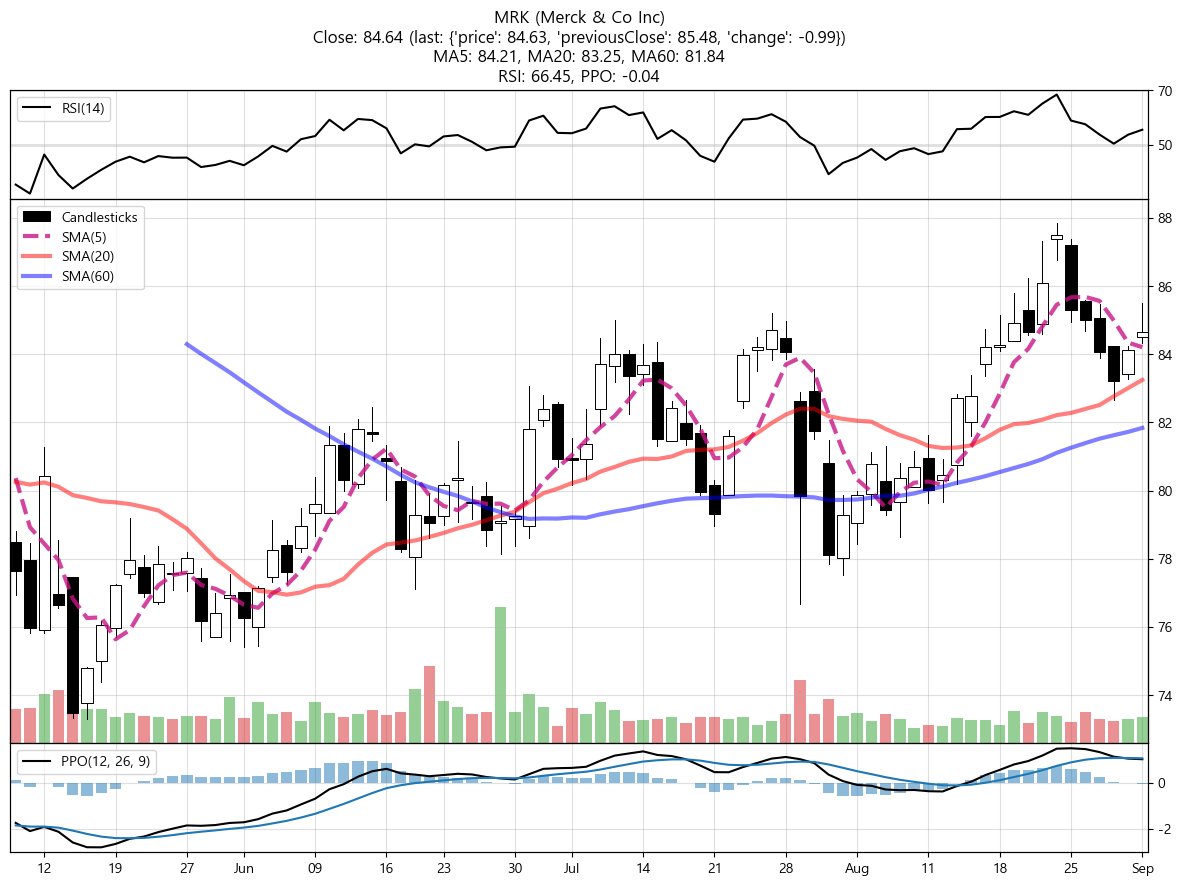 MRK (Merck & Co Inc)
Close: 84.64 (last: {'price': 84.63, 'previousClose': 85.48, 'change': -0.99})
MA5: 84.21, MA20: 83.25, MA60: 81.84
RSI: 66.45, PPO: -0.04
RSI(14)
70
50
Candlesticks
SMA(5)
SMA(20)
SMA(60)
88
86
84
82
80
78
76
74
PPO(12, 26, 9)
0
-2
12 19 27 Jun 09 16 23 30 Jul 14 21 28 Aug 11 18 25 Sep